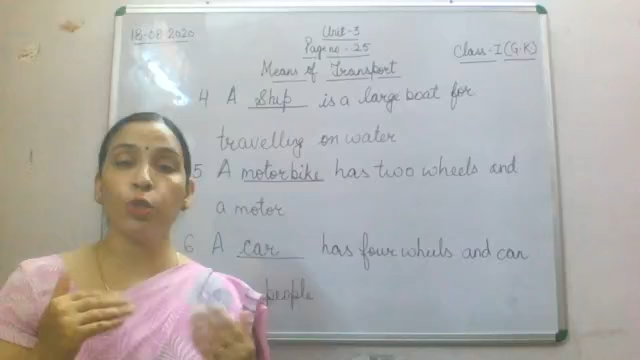 18-08-2020
Unit-3
Page no.-25
Class-I (G.K)
Means of Transport
4 A Ship is a large boat for
travelling on water
5 A motorbike has two wheels and
a motor
6 A car has four wheels and can
people